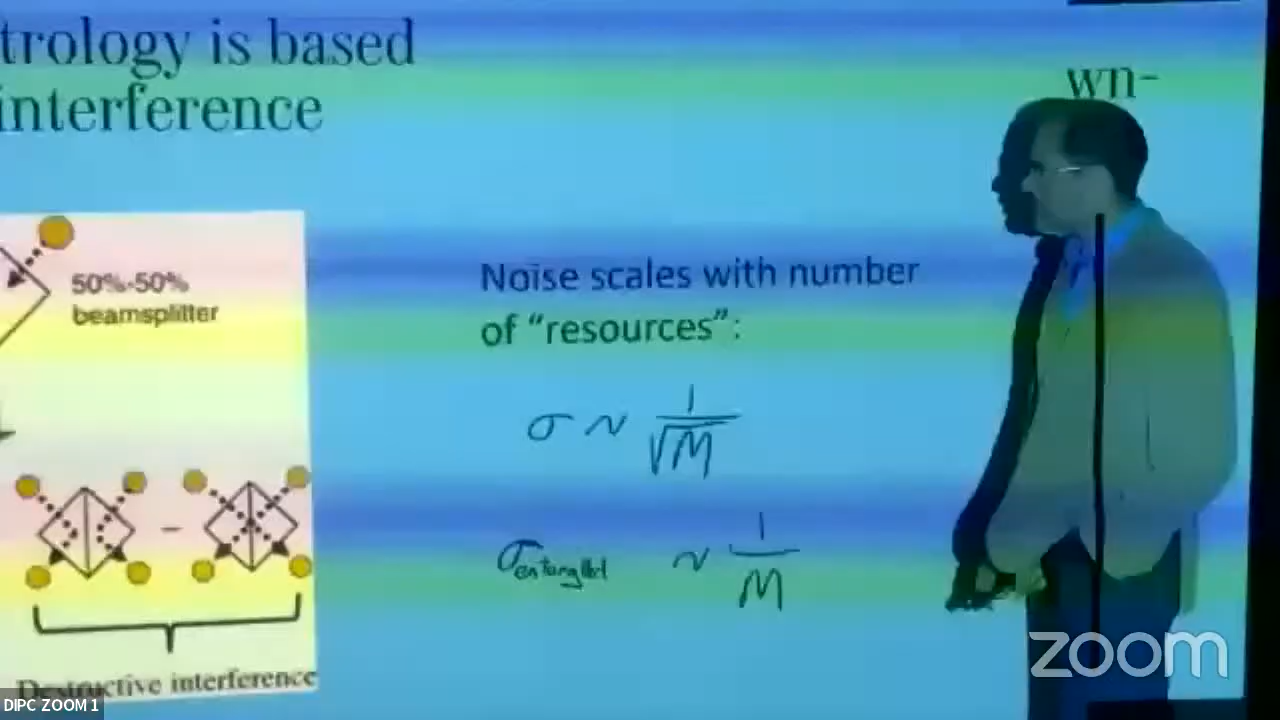 trology is based
interference
wn-
50%-50%
beamsplitter
Noise scales with number
of “resources”:
σ ~ 1/√M
σentangled ~ 1/M
−
Destructive interference
zoom
DIPC ZOOM 1